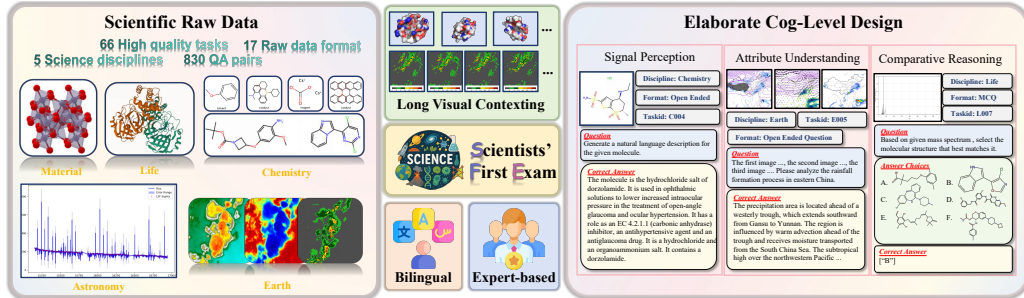 Scientific Raw Data
66 High quality tasks 17 Raw data format
5 Science disciplines 830 QA pairs
Material
Life
Chemistry
Astronomy
Earth
...
...
Long Visual Contexting
SCIENCE
Scientists'
First Exam
文 A
Bilingual
Expert-based
Elaborate Cog-Level Design
Signal Perception
Discipline: Chemistry
Format: Open Ended
Taskid: C004
Question
Generate a natural language description for
the given molecule.
Correct Answer
The molecule is the hydrochloride salt of
dorzolamide. It is used in ophthalmic
solutions to lower increased intraocular
pressure in the treatment of open-angle
glaucoma and ocular hypertension. It has a
role as an EC 4.2.1.1 (carbonic anhydrase)
inhibitor, an antihypertensive agent and an
antiglaucoma drug. It is a hydrochloride and
an organoammonium salt. It contains a
dorzolamide.
Attribute Understanding
Discipline: Earth
Taskid: E005
Format: Open Ended Question
Question
The first image ..., the second image ..., the
third image .... Please analyze the rainfall
formation process in eastern China.
Correct Answer
The precipitation area is located ahead of a
westerly trough, which extends southward
from Gansu to Yunnan. The region is
influenced by warm advection ahead of the
trough and receives moisture transported
from the South China Sea. The subtropical
high over the northwestern Pacific ...
Comparative Reasoning
Discipline: Life
Format: MCQ
Taskid: L007
Question
Based on given mass spectrum , select the
molecular structure that best matches it.
Answer Choices
A. B.
C. D.
E. F.
Correct Answer
["B"]